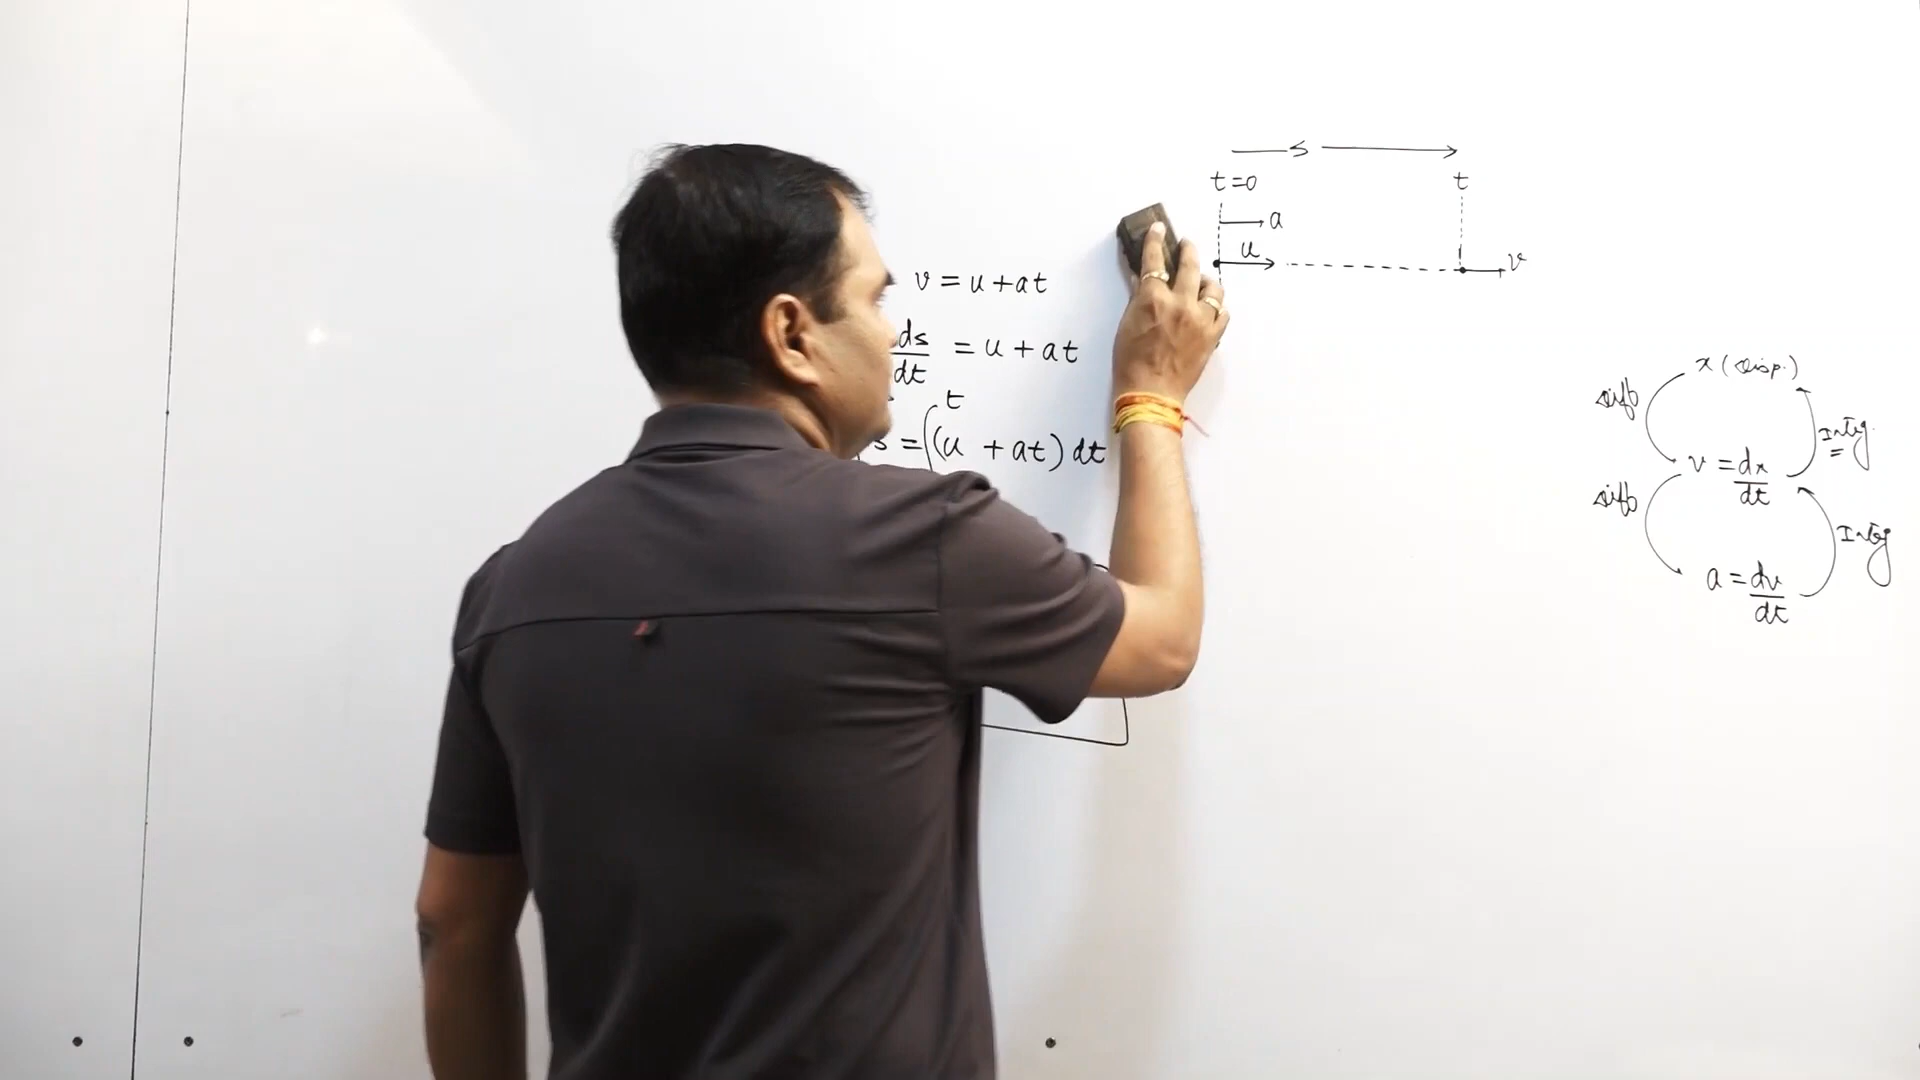 v = u + at
ds/dt = u + at
t
s = ∫(u + at) dt
s
t=0 t
a
u
v
x (Disp.)
diff
Integ.
v = dx/dt
diff
Integ
a = dv/dt